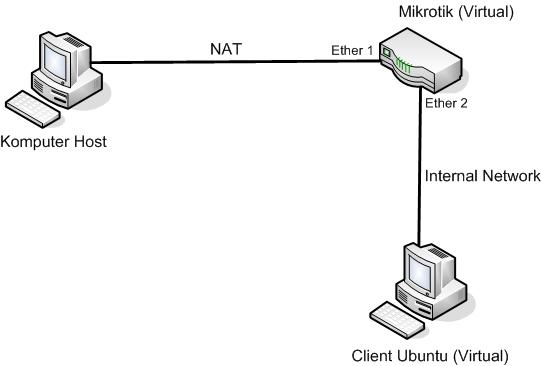 Mikrotik (Virtual)
NAT
Ether 1
Ether 2
Komputer Host
Internal Network
Client Ubuntu (Virtual)